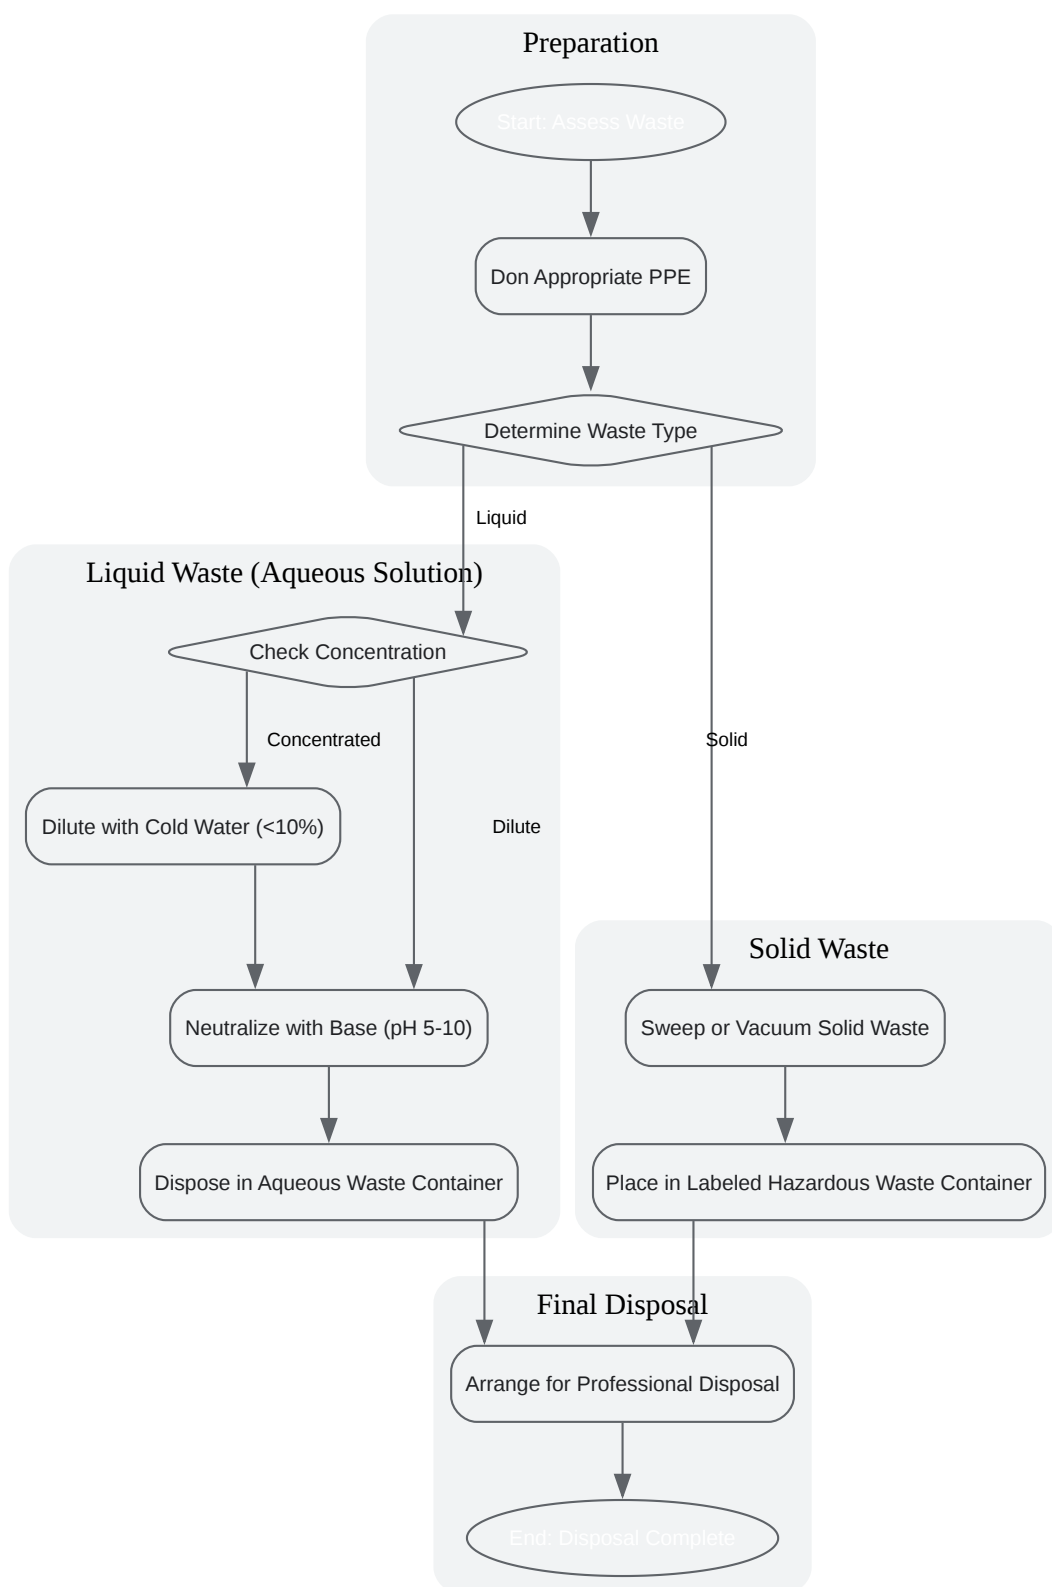 Preparation
Start: Assess Waste
Don Appropriate PPE
Determine Waste Type
Liquid
Liquid Waste (Aqueous Solution)
Check Concentration
Concentrated
Solid
Dilute with Cold Water (<10%)
Dilute
Solid Waste
Neutralize with Base (pH 5-10)
Sweep or Vacuum Solid Waste
Dispose in Aqueous Waste Container
Place in Labeled Hazardous Waste Container
Final Disposal
Arrange for Professional Disposal
End: Disposal Complete